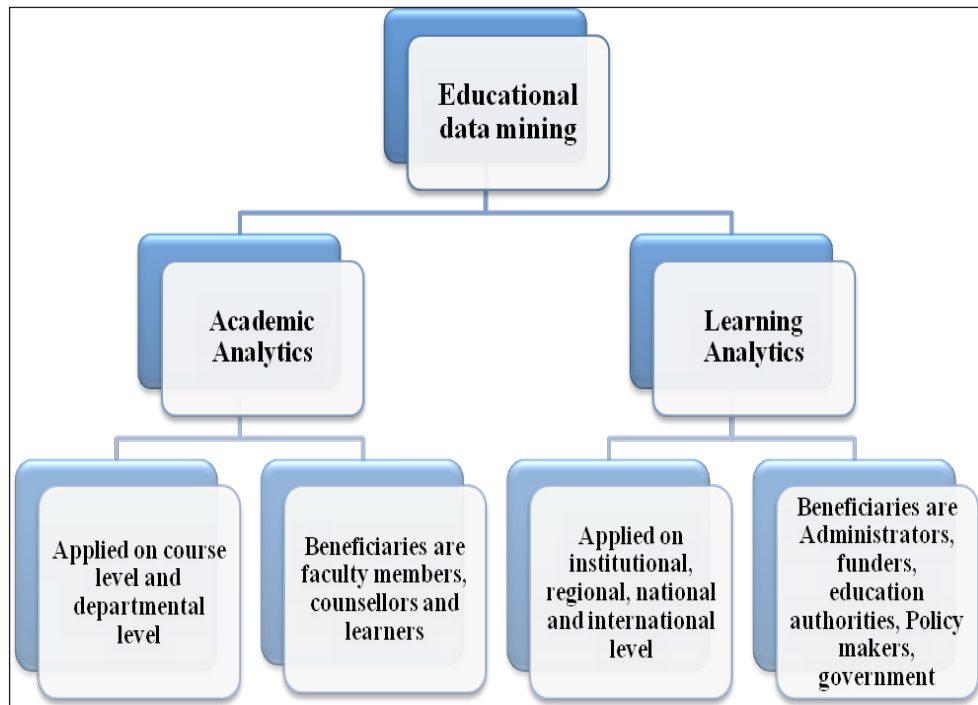 Educational
data mining
Academic
Analytics
Learning
Analytics
Applied on course
level and
departmental
level
Beneficiaries are
faculty members,
counsellors and
learners
Applied on
institutional,
regional, national
and international
level
Beneficiaries are
Administrators,
funders,
education
authorities, Policy
makers,
government